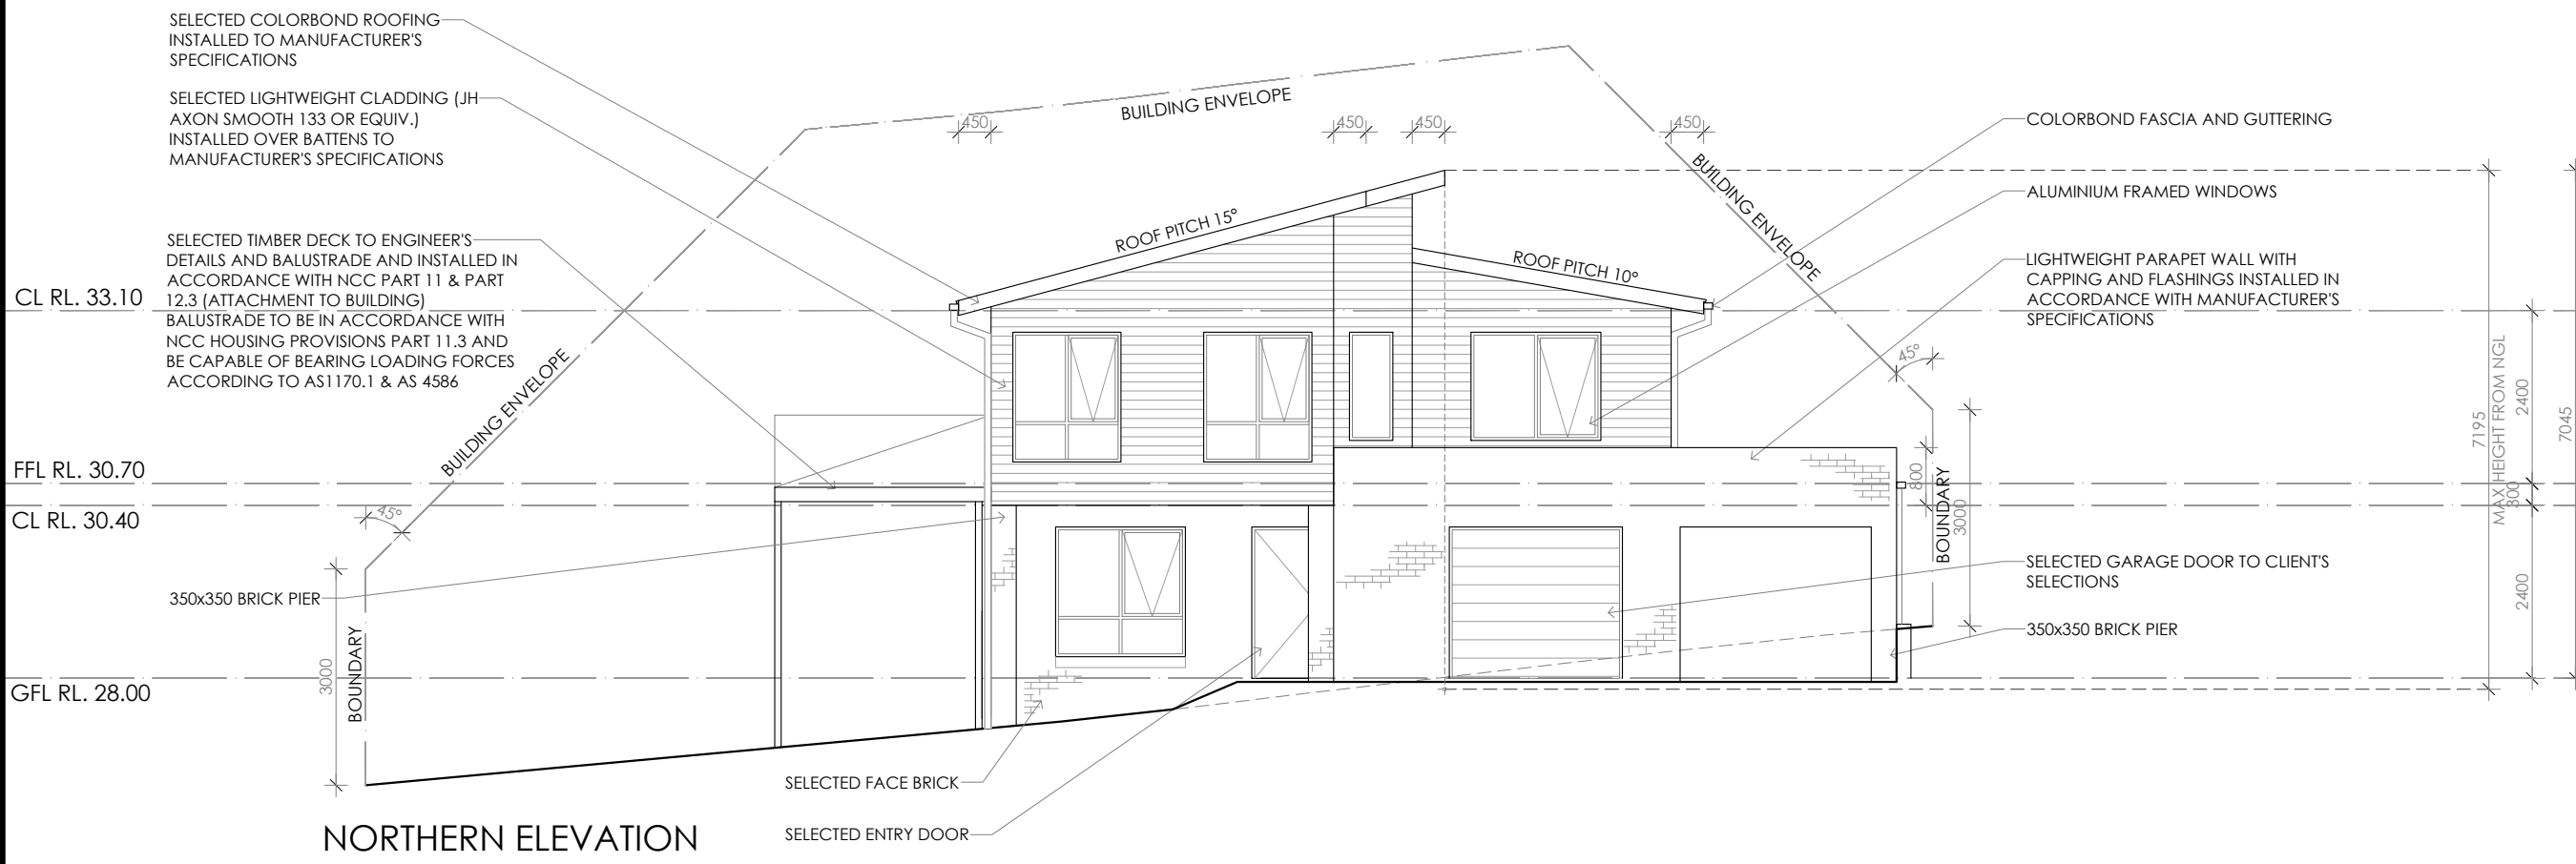 SELECTED COLORBOND ROOFING
INSTALLED TO MANUFACTURER'S
SPECIFICATIONS
SELECTED LIGHTWEIGHT CLADDING (JH
AXON SMOOTH 133 OR EQUIV.)
INSTALLED OVER BATTENS TO
MANUFACTURER'S SPECIFICATIONS
SELECTED TIMBER DECK TO ENGINEER'S
DETAILS AND BALUSTRADE AND INSTALLED IN
ACCORDANCE WITH NCC PART 11 & PART
12.3 (ATTACHMENT TO BUILDING)
BALUSTRADE TO BE IN ACCORDANCE WITH
NCC HOUSING PROVISIONS PART 11.3 AND
BE CAPABLE OF BEARING LOADING FORCES
ACCORDING TO AS1170.1 & AS 4586
CL RL. 33.10
FFL RL. 30.70
CL RL. 30.40
GFL RL. 28.00
350x350 BRICK PIER
BUILDING ENVELOPE
45°
3000
BOUNDARY
BUILDING ENVELOPE
450
450
450
450
ROOF PITCH 15°
ROOF PITCH 10°
BUILDING ENVELOPE
45°
800
BOUNDARY
3000
COLORBOND FASCIA AND GUTTERING
ALUMINIUM FRAMED WINDOWS
LIGHTWEIGHT PARAPET WALL WITH
CAPPING AND FLASHINGS INSTALLED IN
ACCORDANCE WITH MANUFACTURER'S
SPECIFICATIONS
SELECTED GARAGE DOOR TO CLIENT'S
SELECTIONS
350x350 BRICK PIER
7195
MAX HEIGHT FROM NGL
2400
300
2400
7045
SELECTED FACE BRICK
SELECTED ENTRY DOOR
NORTHERN ELEVATION